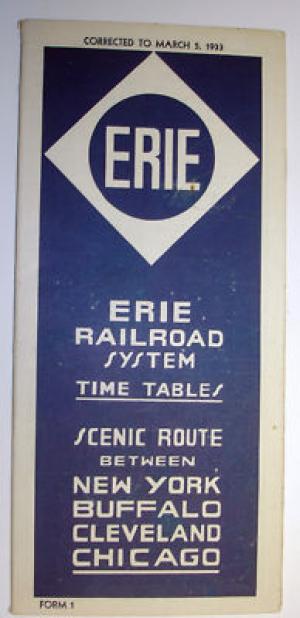 CORRECTED TO MARCH 5, 1933
ERIE
ERIE
RAILROAD
SYSTEM
TIME TABLES
SCENIC ROUTE
BETWEEN
NEW YORK
BUFFALO
CLEVELAND
CHICAGO
FORM 1